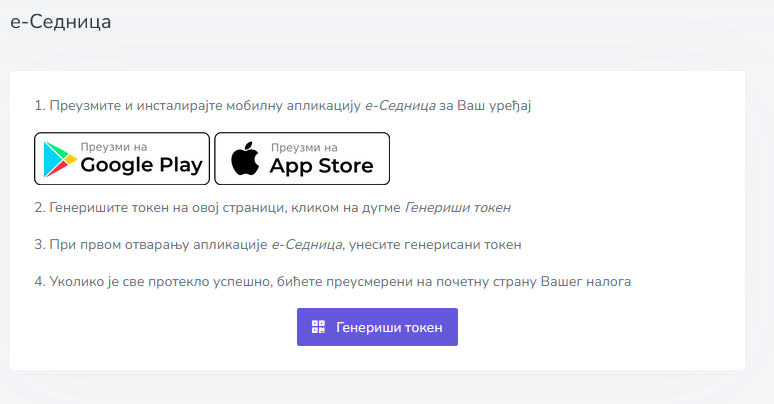 е-Седница
1. Преузмите и инсталирајте мобилну апликацију е-Седница за Ваш уређај
Преузми на
Google Play
Преузми на
App Store
2. Генеришите токен на овој страници, кликом на дугме Генериши токен
3. При првом отварању апликације е-Седница, унесите генерисани токен
4. Уколико је све протекло успешно, бићете преусмерени на почетну страну Вашег налога
Генериши токен